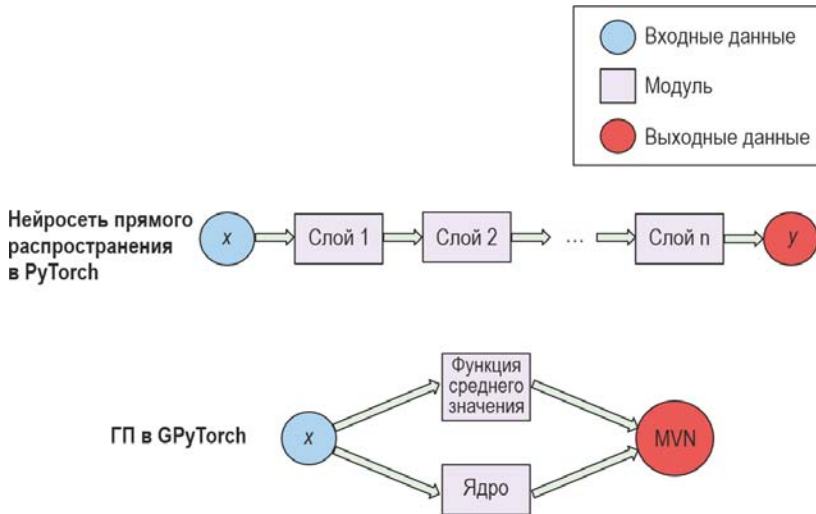 Входные данные
Модуль
Выходные данные
Нейросеть прямого
распространения
в PyTorch
x
Слой 1
Слой 2
...
Слой n
y
Функция
среднего
значения
ГП в GPyTorch
x
MVN
Ядро